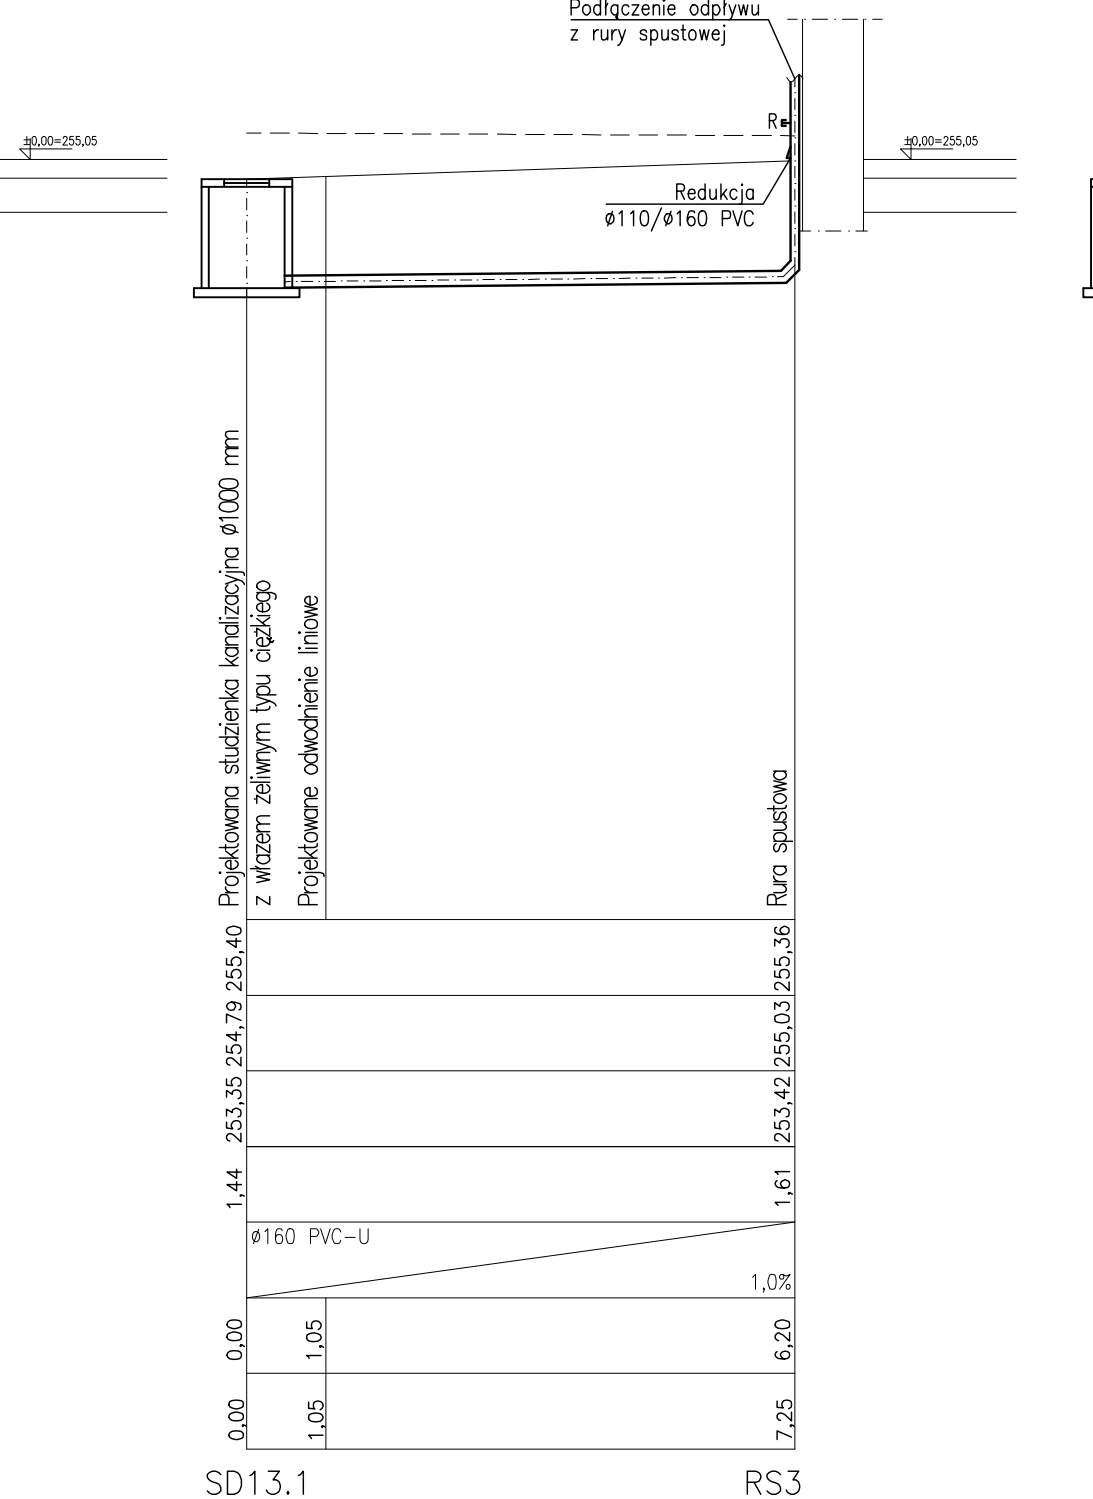 Podłączenie odpływu
z rury spustowej
R
±0,00=255,05
±0,00=255,05
Redukcja
ø110/ø160 PVC
Projektowana studzienka kanalizacyjna ø1000 mm
z włazem żeliwnym typu ciężkiego
Projektowane odwodnienie liniowe
Rura spustowa
255,40
255,36
254,79
255,03
253,35
253,42
1,44
1,61
ø160 PVC-U
1,0%
0,00
1,05
6,20
0,00
1,05
7,25
SD13.1
RS3